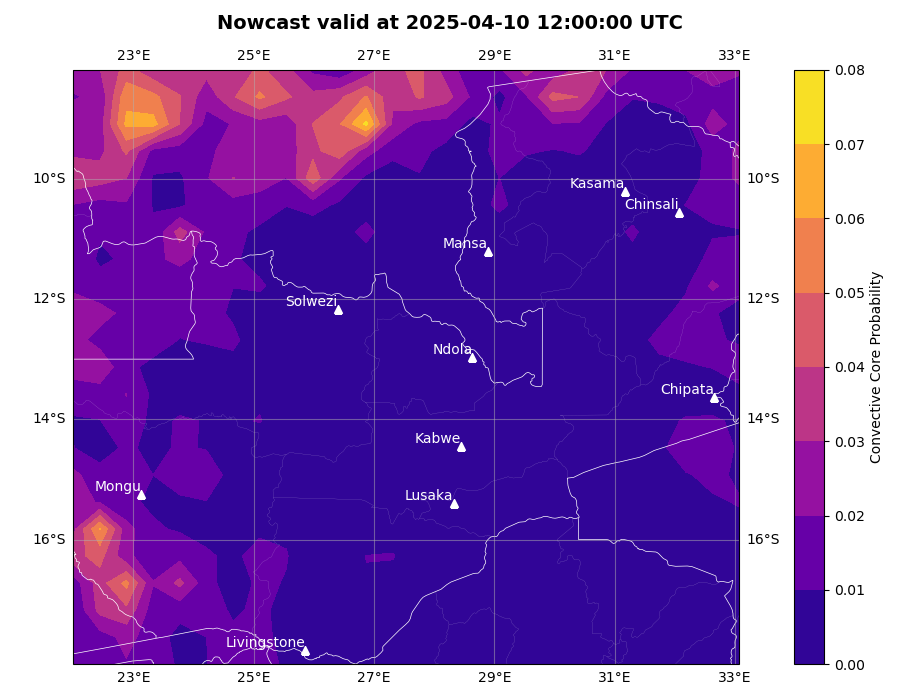 Nowcast valid at 2025-04-10 12:00:00 UTC
23°E 25°E 27°E 29°E 31°E 33°E
0.08
0.07
10°S Kasama 10°S
Chinsali
0.06
Mansa
0.05
12°S Solwezi 12°S
Ndola
0.04
Chipata
14°S 14°S
Kabwe
0.03
Mongu
Lusaka
0.02
16°S 16°S
0.01
Livingstone
0.00
23°E 25°E 27°E 29°E 31°E 33°E
Convective Core Probability